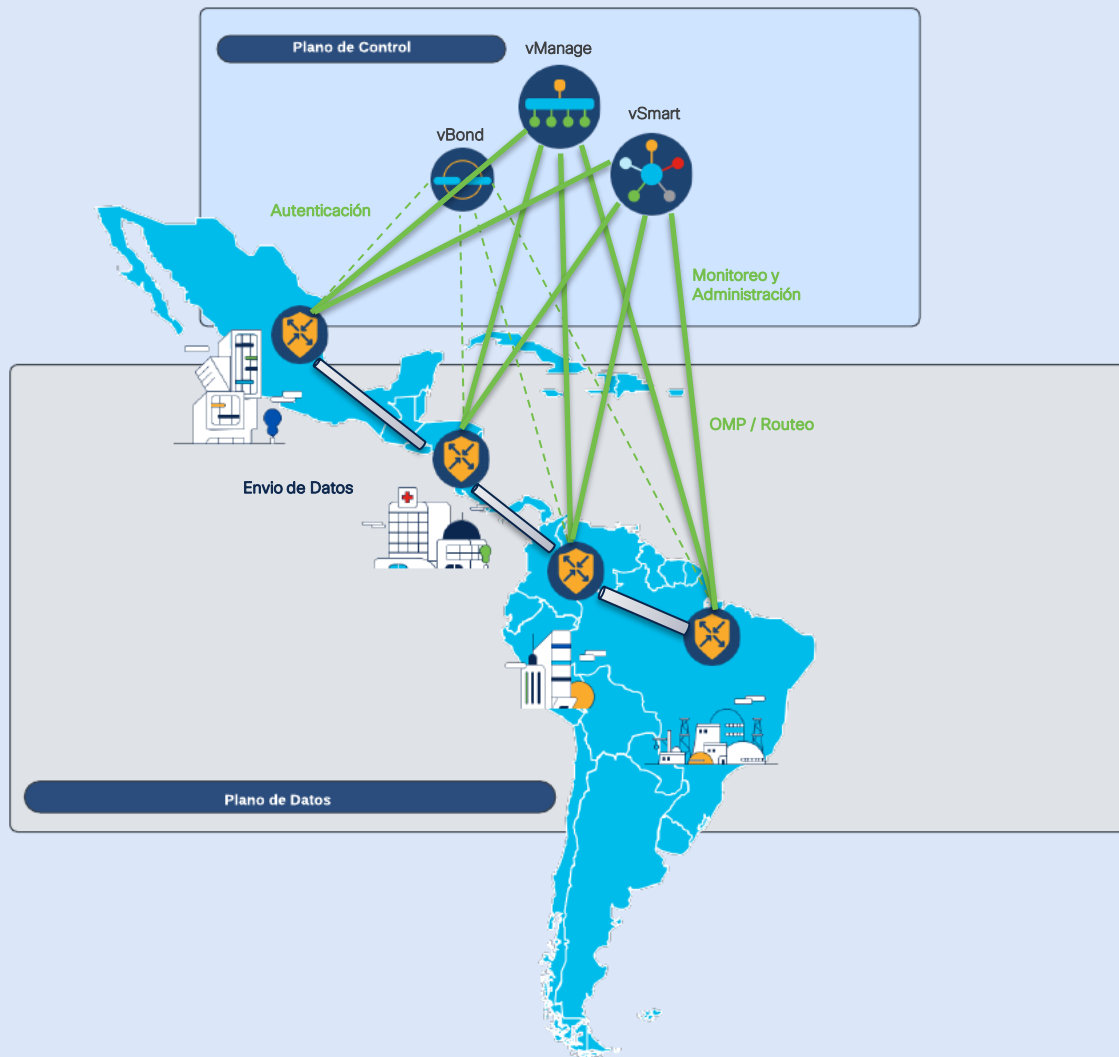 Plano de Control
vManage
vSmart
vBond
Autenticación
Monitoreo y
Administración
OMP / Routeo
Envio de Datos
Plano de Datos